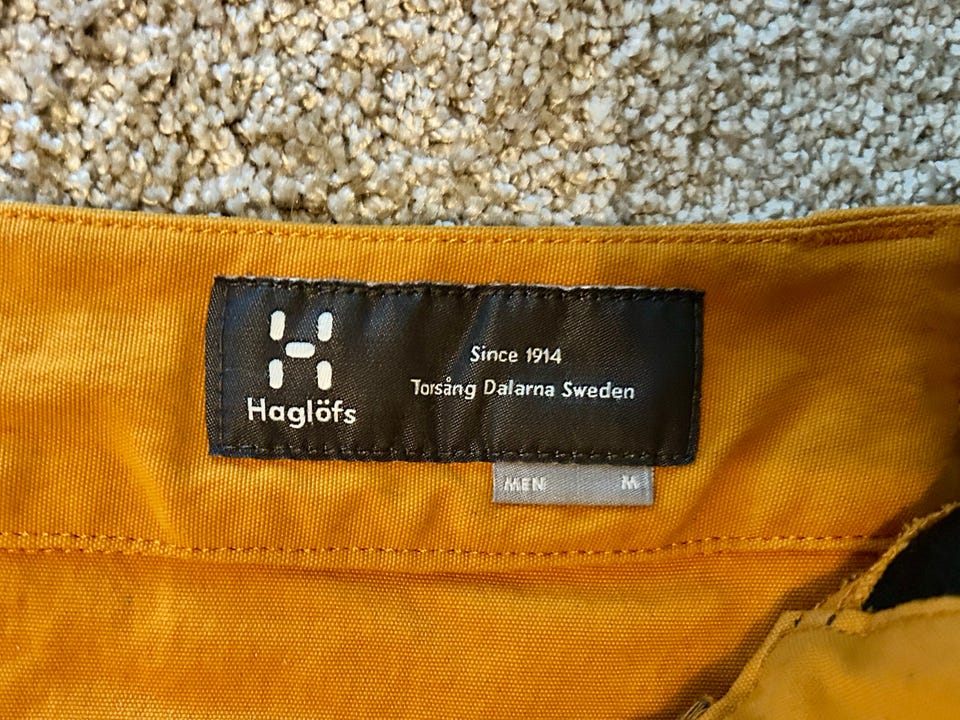 Haglöfs
Since 1914
Torsång Dalarna Sweden
MEN M